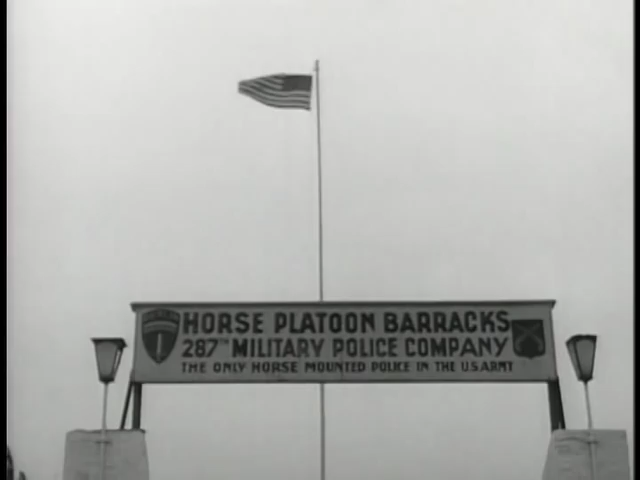 HORSE PLATOON BARRACKS
287TH MILITARY POLICE COMPANY
THE ONLY HORSE MOUNTED POLICE IN THE U.S. ARMY